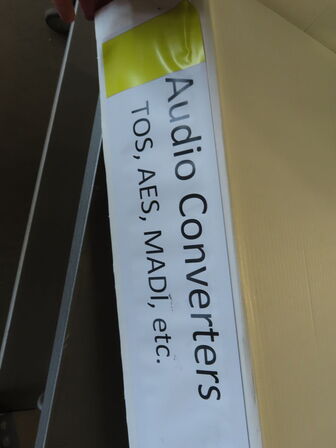 Audio Converters
TOS, AES, MADI, etc.